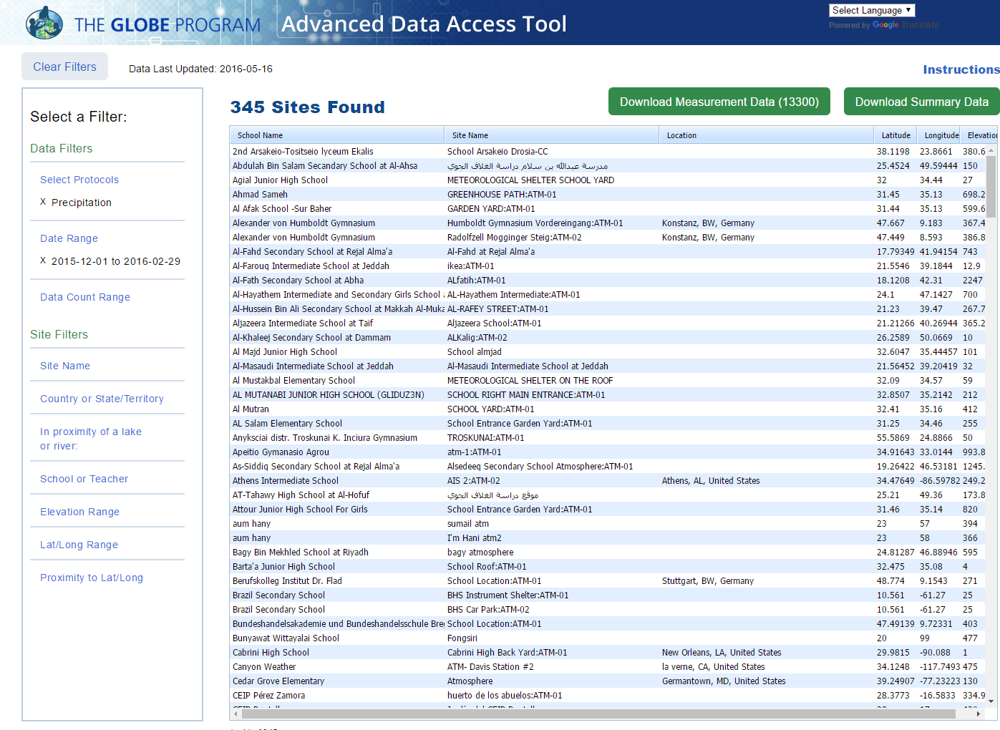 THE GLOBE PROGRAM Advanced Data Access Tool
Select Language ▼
Powered by Google Translate
Clear Filters
Data Last Updated: 2016-05-16
Instructions
Select a Filter:
Data Filters
Select Protocols
X Precipitation
Date Range
X 2015-12-01 to 2016-02-29
Data Count Range
Site Filters
Site Name
Country or State/Territory
In proximity of a lake
or river:
School or Teacher
Elevation Range
Lat/Long Range
Proximity to Lat/Long
345 Sites Found
Download Measurement Data (13300)
Download Summary Data
School Name Site Name Location Latitude Longitude Elevation
2nd Arsakeio-Tositseio lyceum Ekalis School Arsakeio Drosia-CC 38.1198 23.8661 380.6
Abdulah Bin Salam Secandary School at Al-Ahsa مدرسة عبدالله بن سلام دراسة الغلاف الجوي 25.4524 49.59444 150
Agial Junior High School METEOROLOGICAL SHELTER SCHOOL YARD 32 34.44 27
Ahmad Sameh GREENHOUSE PATH:ATM-01 31.45 35.13 698.2
Al Afak School -Sur Baher GARDEN YARD:ATM-01 31.44 35.13 599.6
Alexander von Humboldt Gymnasium Humboldt Gymnasium Vordereingang:ATM-01 Konstanz, BW, Germany 47.667 9.183 367.4
Alexander von Humboldt Gymnasium Radolfzell Mogginger Steig:ATM-02 Konstanz, BW, Germany 47.449 8.593 386.8
Al-Fahd Secondary School at Rejal Alma'a Al-Fahd at Rejal Alma'a 17.79349 41.94154 743
Al-Farouq Intermediate School at Jeddah ikea:ATM-01 21.5546 39.1844 12.9
Al-Fath Secondary School at Abha ALfatih:ATM-01 18.1208 42.31 2247
Al-Hayathem Intermediate and Secondary Girls School AL-Hayathem Intermediate:ATM-01 24.1 47.1427 700
Al-Hussein Bin Ali Secondary School at Makkah Al-Muka AL-RAFEY STREET:ATM-01 21.23 39.47 267.7
Aljazeera Intermediate School at Taif Aljazeera School:ATM-01 21.21266 40.26944 365.2
Al-Khaleej Secondary School at Dammam ALKalig:ATM-02 26.2589 50.0669 10
Al Majd Junior High School School almjad 32.6047 35.44457 101
Al-Masaudi Intermediate School at Jeddah Al-Masaudi Intermediate School at Jeddah 21.56452 39.20419 32
Al Mustakbal Elementary School METEOROLOGICAL SHELTER ON THE ROOF 32.09 34.57 59
AL MUTANABI JUNIOR HIGH SCHOOL (GLIDUZ3N) SCHOOL RIGHT MAIN ENTRANCE:ATM-01 32.8507 35.2142 212
Al Mutran SCHOOL YARD:ATM-01 32.41 35.16 412
AL Salam Elementary School School Entrance Garden Yard:ATM-01 31.25 34.46 255
Anyksciai distr. Troskunai K. Inciura Gymnasium TROSKUNAI:ATM-01 55.5869 24.8866 50
Apeitio Gymanasio Agrou atm-1:ATM-01 34.91643 33.0144 993.8
As-Siddiq Secondary School at Rejal Alma'a Alsedeeq Secondary School Atmosphere:ATM-01 19.26422 46.53181 1245.
Athens Intermediate School AIS 2:ATM-02 Athens, AL, United States 34.47649 -86.59782 249.2
AT-Tahawy High School at Al-Hofuf موقع دراسة الغلاف الجوي 25.21 49.36 173.8
Attour Junior High School For Girls School Entrance Garden Yard:ATM-01 31.46 35.14 820
aum hany sumail atm 23 57 394
aum hany I'm Hani atm2 23 58 366
Bagy Bin Mekhled School at Riyadh bagy atmosphere 24.81287 46.88946 595
Barta'a Junior High School School Roof:ATM-01 32.475 35.08 4
Berufskolleg Institut Dr. Flad School Location:ATM-01 Stuttgart, BW, Germany 48.774 9.1543 271
Brazil Secondary School BHS Instrument Shelter:ATM-01 10.561 -61.27 25
Brazil Secondary School BHS Car Park:ATM-02 10.561 -61.27 25
Bundeshandelsakademie und Bundeshandelsschule Bre School Location:ATM-01 47.49139 9.72331 403
Bunyawat Wittayalai School Fongsiri 20 99 477
Cabrini High School Cabrini High Back Yard:ATM-01 New Orleans, LA, United States 29.9815 -90.088 1
Canyon Weather ATM- Davis Station #2 la verne, CA, United States 34.1248 -117.7493 475
Cedar Grove Elementary Atmosphere Germantown, MD, United States 39.24907 -77.23223 130
CEIP Pérez Zamora huerto de los abuelos:ATM-01 28.3773 -16.5833 334.9